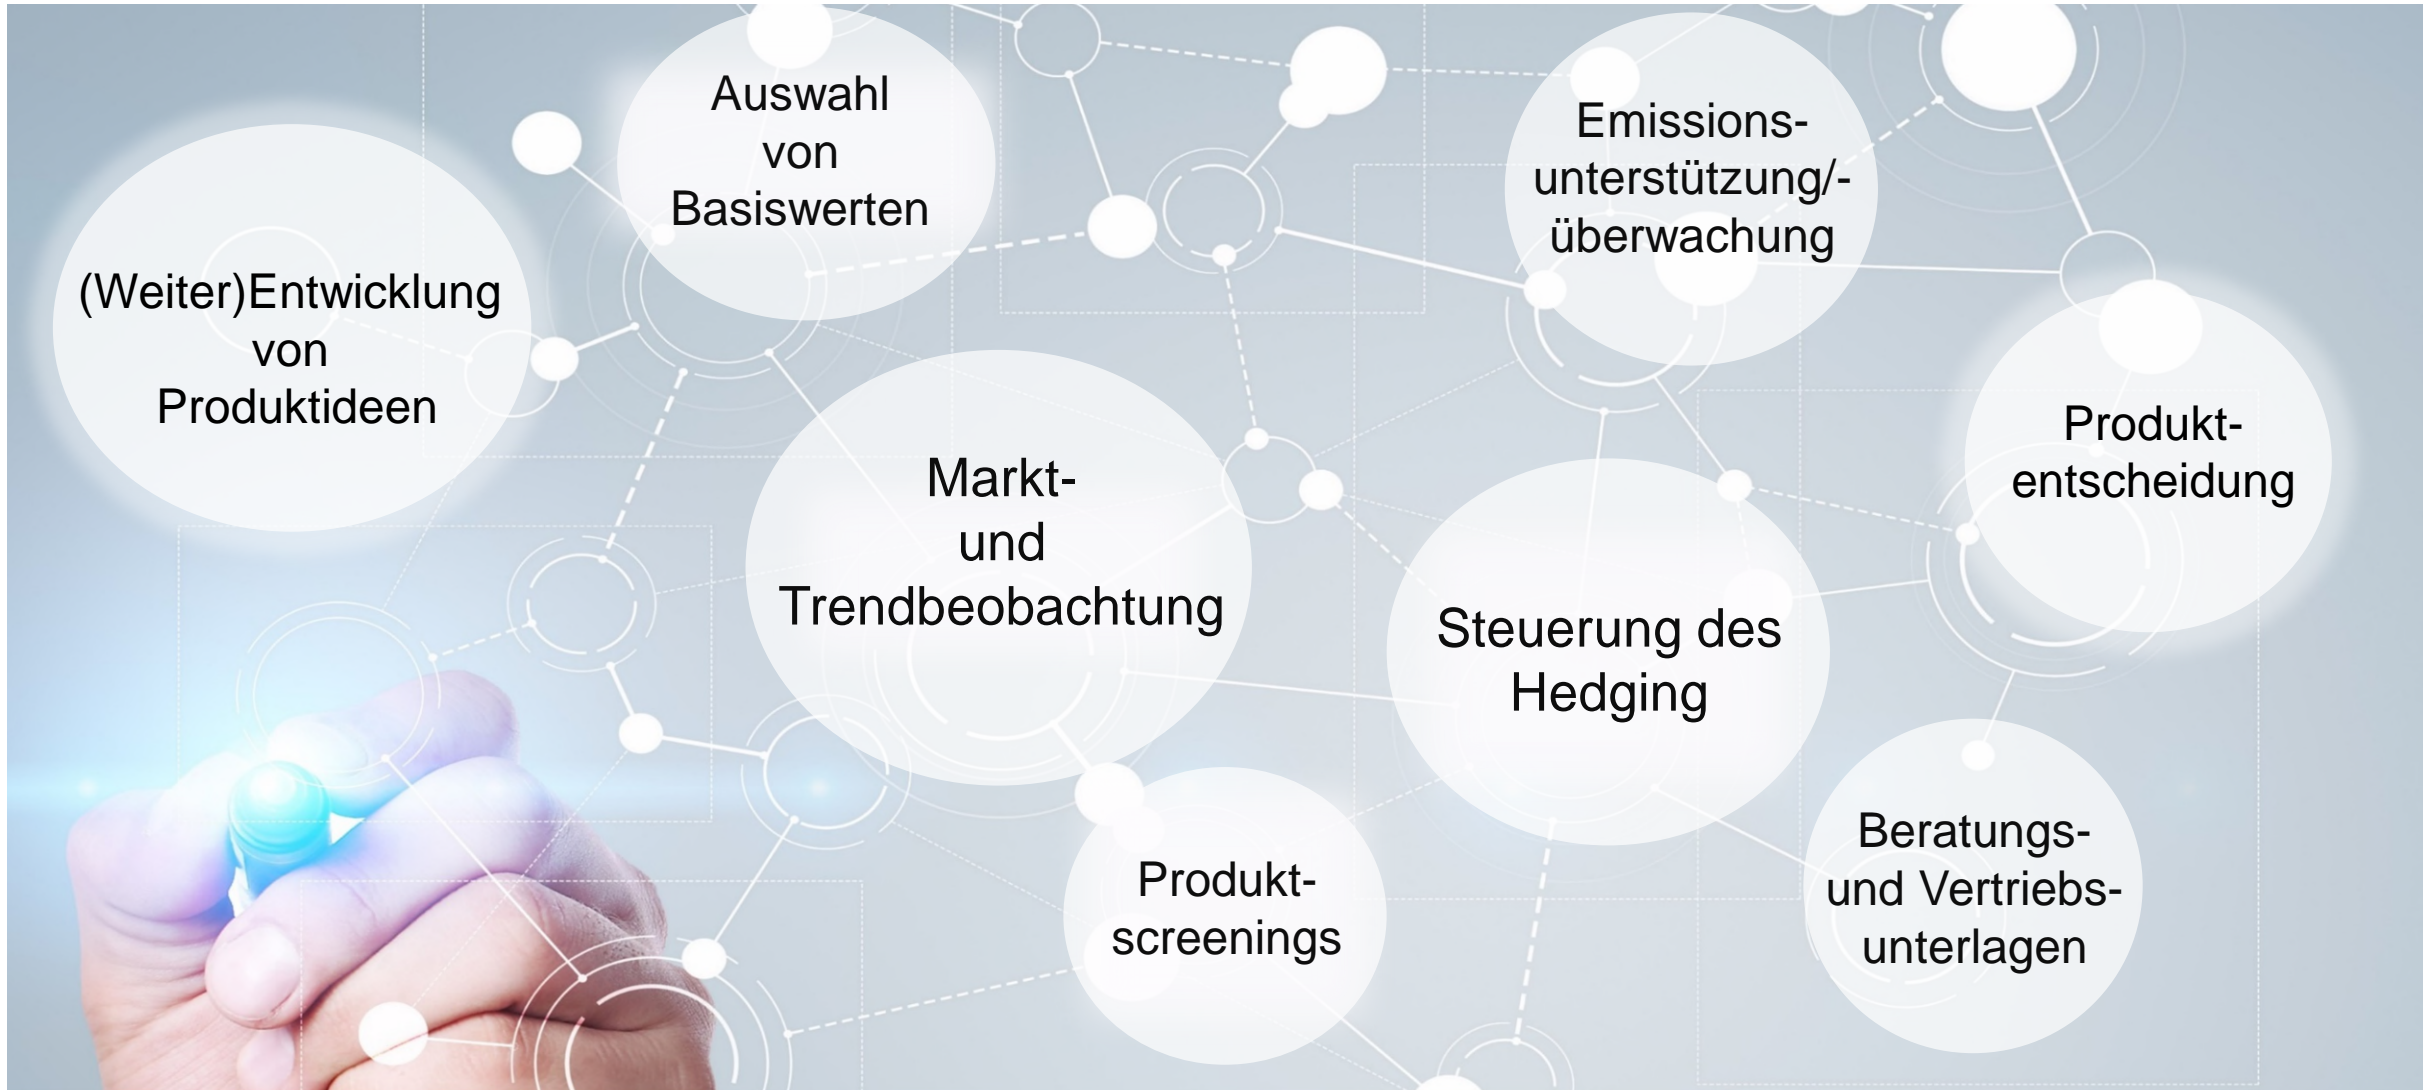 (Weiter)Entwicklung
von
Produktideen
Auswahl
von
Basiswerten
Markt-
und
Trendbeobachtung
Produkt-
screenings
Emissions-
unterstützung/-
überwachung
Steuerung des
Hedging
Produkt-
entscheidung
Beratungs-
und Vertriebs-
unterlagen